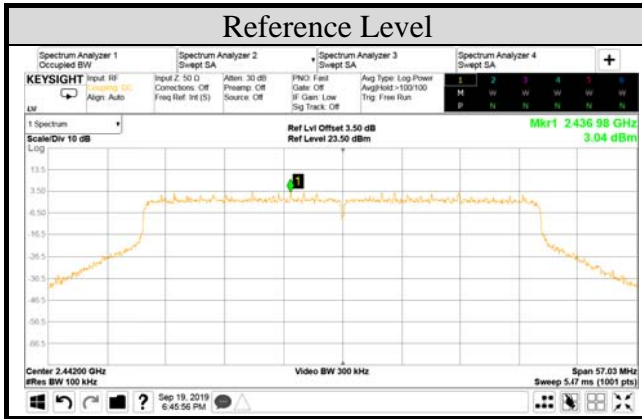 Reference Level
Spectrum Analyzer 1
Occupied BW
Spectrum Analyzer 2
Swept SA
Spectrum Analyzer 3
Swept SA
Spectrum Analyzer 4
Swept SA
+
KEYSIGHT
Input: RF
Coupling: DC
Align: Auto
Input Z: 50 Ω
Corrections: Off
Freq Ref: Int (S)
Atten: 30 dB
Preamp: Off
Source: Off
PNO: Fast
Gate: Off
IF Gain: Low
Sig Track: Off
Avg Type: Log-Power
Avg|Hold:>100/100
Trig: Free Run
1 2 3 4 5 6
M W W W W W
P N N N N N
LXI
1 Spectrum
Scale/Div 10 dB
Log
Ref Lvl Offset 3.50 dB
Ref Level 23.50 dBm
Mkr1 2.436 98 GHz
3.04 dBm
13.5
3.50
-6.50
-16.5
-26.5
-36.5
-46.5
-56.5
-66.5
1
Center 2.44200 GHz
#Res BW 100 kHz
Video BW 300 kHz
Span 57.03 MHz
Sweep 5.47 ms (1001 pts)
?
Sep 19, 2019
6:45:56 PM